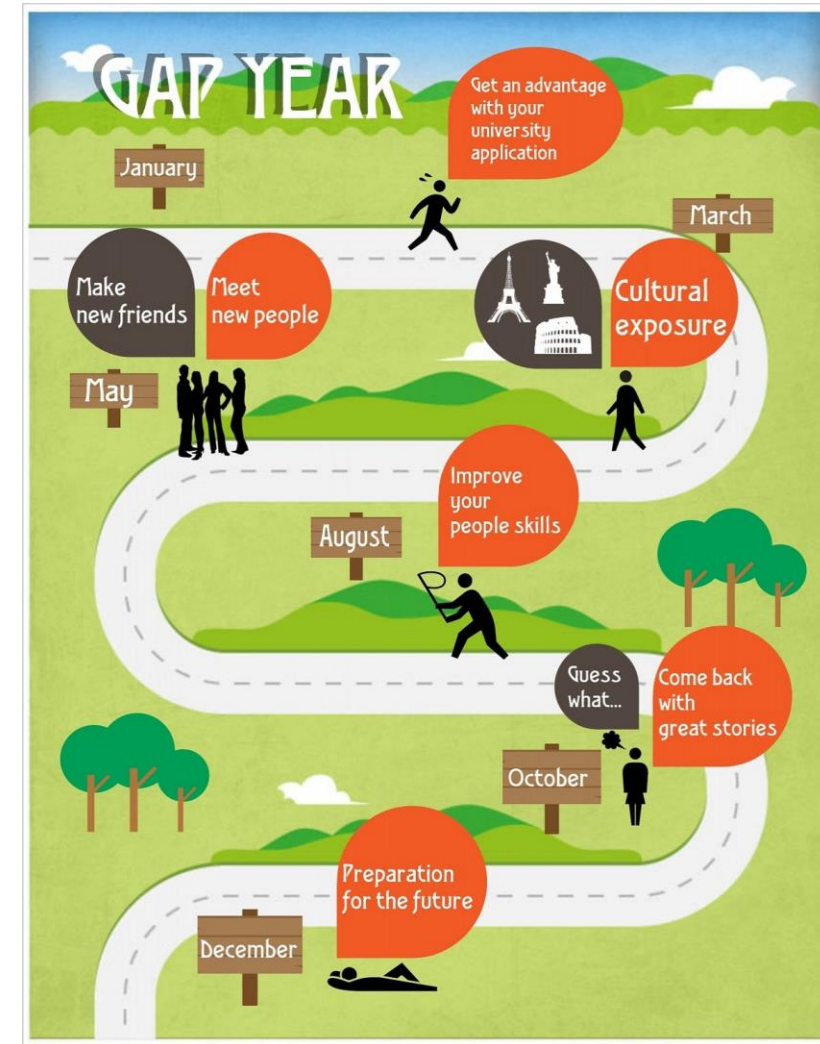 GAP YEAR
Get an advantage
with your
university
application
January
March
Make
new friends
Meet
new people
Cultural
exposure
May
Improve
your
people skills
August
Guess
what...
Come back
with
great stories
October
Preparation
for the future
December